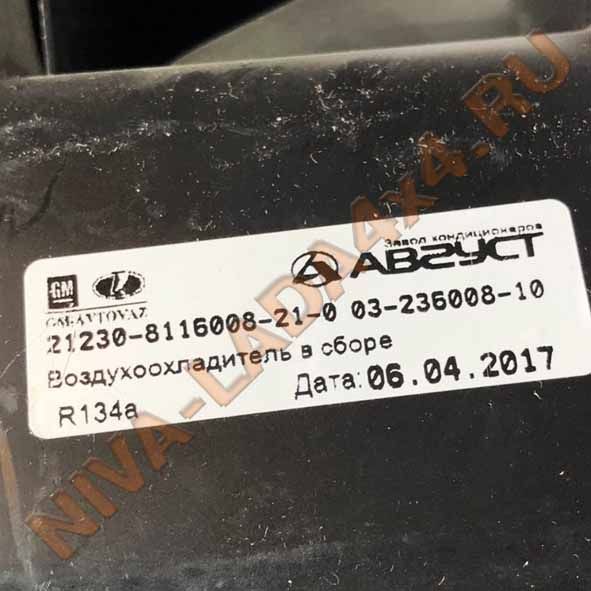 Завод кондиционеров
АВГУСТ
GM
GM-AVTOVAZ
21230-8116008-21-0 03-236008-10
Воздухоохладитель в сборе
R134a
Дата: 06.04.2017
NIVA-LADA4x4.RU